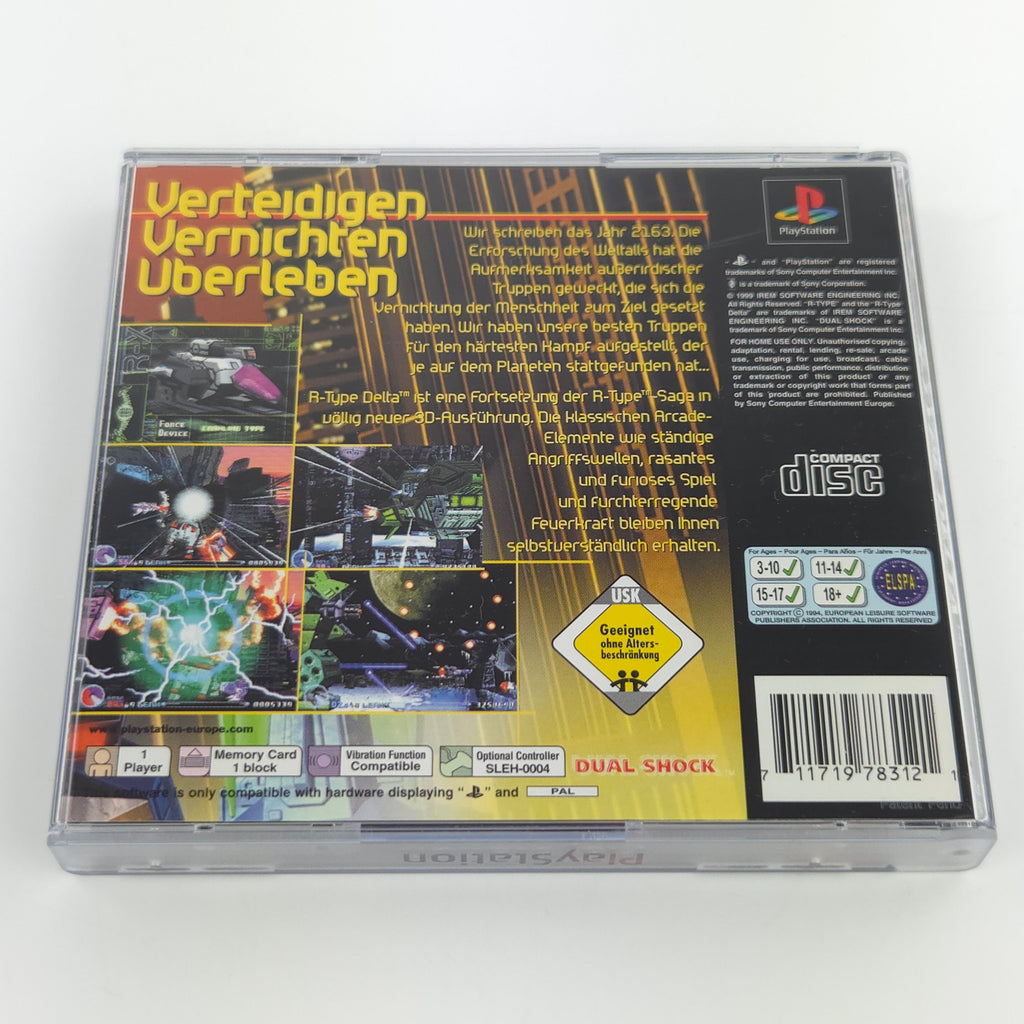 Verteidigen
Vernichten
Überleben
Wir schreiben das Jahr 2163. Die
Erforschung des Weltalls hat die
Aufmerksamkeit außerirdischer
Truppen geweckt, die sich die
Vernichtung der Menschheit zum Ziel gesetzt
haben. Wir haben unsere besten Truppen
für den härtesten Kampf aufgestellt, der
je auf dem Planeten stattgefunden hat...
R-Type Delta™ ist eine Fortsetzung der R-Type™-Saga in
völlig neuer 3D-Ausführung. Die klassischen Arcade-
Elemente wie ständige
Angriffswellen, rasantes
und furioses Spiel
und furchterregende
Feuerkraft bleiben Ihnen
selbstverständlich erhalten.
R-X
FORCE
DEVICE
USK
Geeignet
ohne Alters-
beschränkung
www.playstation-europe.com
1
Player
Memory Card
1 block
Vibration Function
Compatible
Optional Controller
SLEH-0004
DUAL SHOCK™
This software is only compatible with hardware displaying " " and PAL
PlayStation
" " and "PlayStation" are registered
trademarks of Sony Computer Entertainment Inc.
is a trademark of Sony Corporation.
© 1999 IREM SOFTWARE ENGINEERING INC.
All Rights Reserved. "R-TYPE" and the "R-Type
Delta" are trademarks of IREM SOFTWARE
ENGINEERING INC. "DUAL SHOCK" is a
trademark of Sony Computer Entertainment Inc.
FOR HOME USE ONLY. Unauthorised copying,
adaptation, rental, lending, re-sale, arcade
use, charging for use, broadcast, cable
transmission, public performance, distribution
or extraction of this product or any
trademark or copyright work that forms part
of this product are prohibited. Published
by Sony Computer Entertainment Europe.
COMPACT
disc
For Ages - Pour Ages - Para Años - Für Jahre - Per Anni
3-10
11-14
15-17
18+
ELSPA
COPYRIGHT © 1994, EUROPEAN LEISURE SOFTWARE
PUBLISHERS ASSOCIATION. ALL RIGHTS RESERVED
7 11719 78312 1
PlayStation